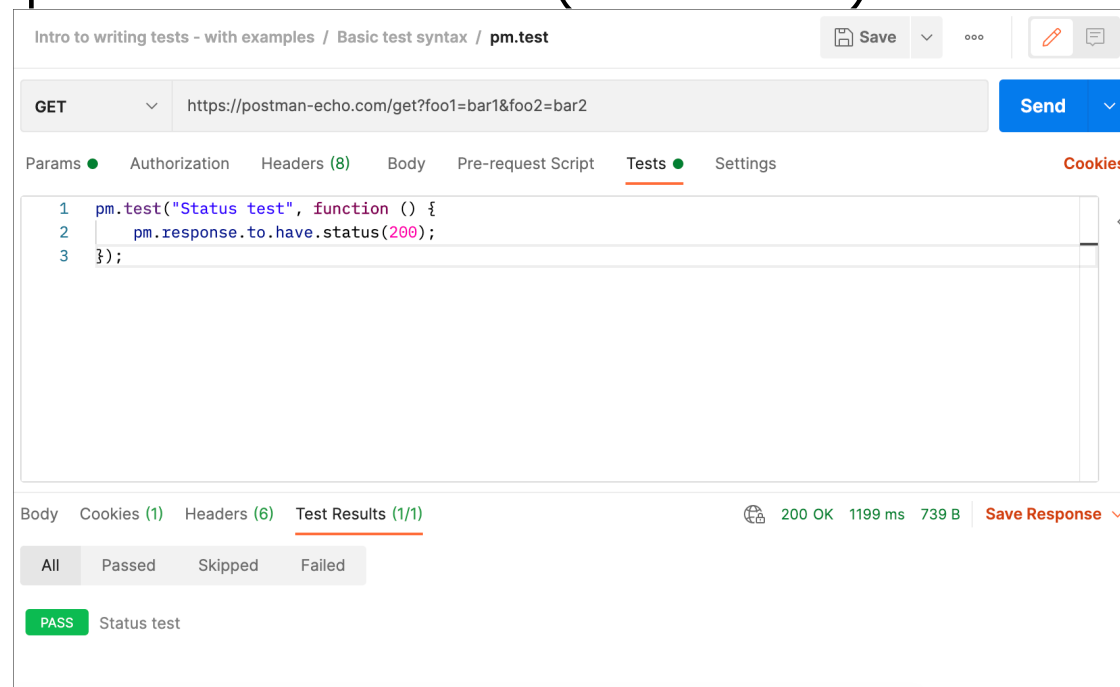 Intro to writing tests - with examples / Basic test syntax / pm.test
Save
GET
https://postman-echo.com/get?foo1=bar1&foo2=bar2
Send
Params Authorization Headers (8) Body Pre-request Script Tests Settings Cookies
1 pm.test("Status test", function () {
2 pm.response.to.have.status(200);
3 });
Body Cookies (1) Headers (6) Test Results (1/1) 200 OK 1199 ms 739 B Save Response
All Passed Skipped Failed
PASS Status test